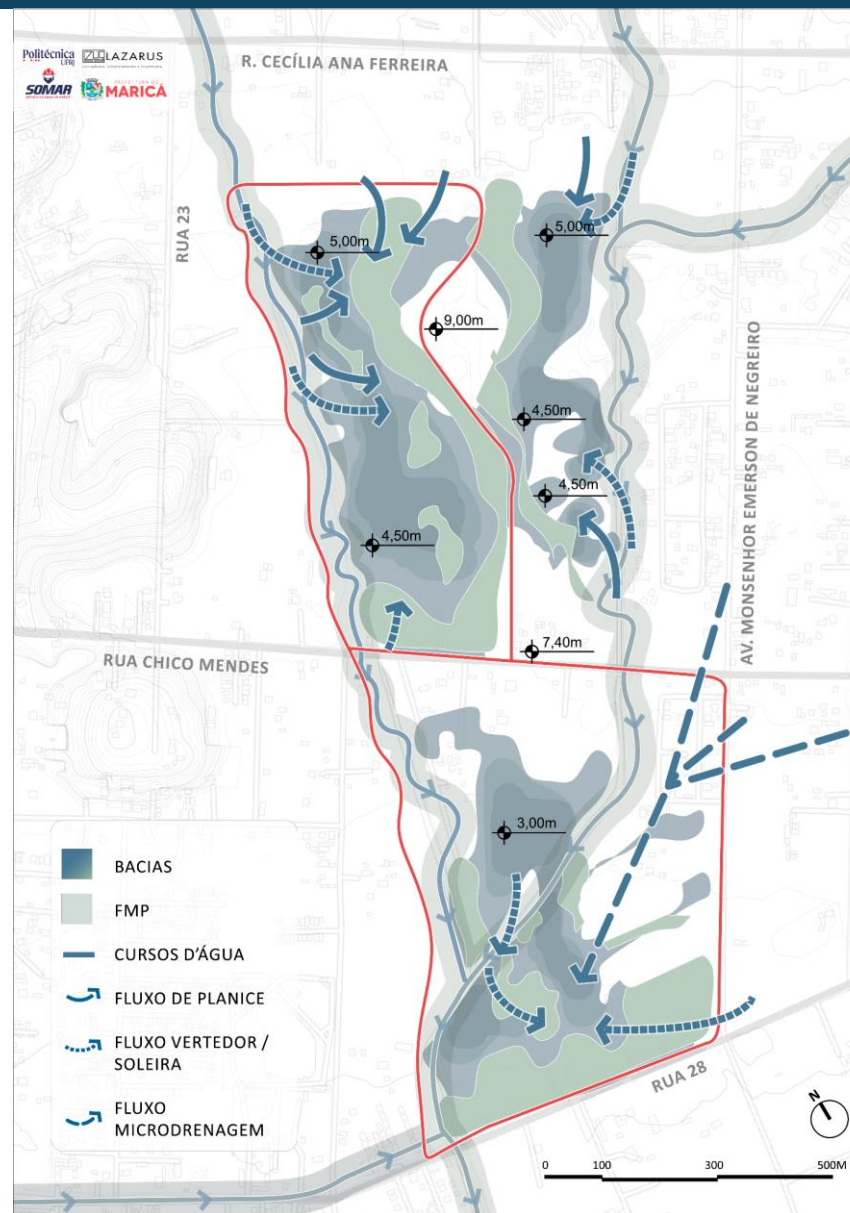 Politécnica
UFRJ
LAZARUS
SOMAR
PREFEITURA DE
MARICÁ
R. CECÍLIA ANA FERREIRA
RUA 23
5,00m
5,00m
9,00m
4,50m
4,50m
4,50m
AV. MONSENHOR EMERSON DE NEGREIRO
7,40m
RUA CHICO MENDES
3,00m
BACIAS
FMP
CURSOS D'ÁGUA
FLUXO DE PLANICE
FLUXO VERTEDOR /
SOLEIRA
FLUXO
MICRODRENAGEM
RUA 28
N
0 100 300 500M